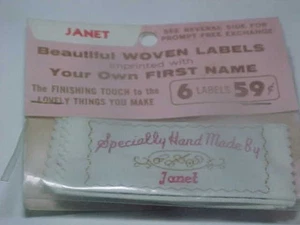 JANET
SEE REVERSE SIDE FOR
PROMPT FREE EXCHANGE
Beautiful WOVEN LABELS
imprinted with
Your Own FIRST NAME
The FINISHING TOUCH to the
LOVELY THINGS YOU MAKE
6 LABELS 59¢
Specially Hand Made By
Janet